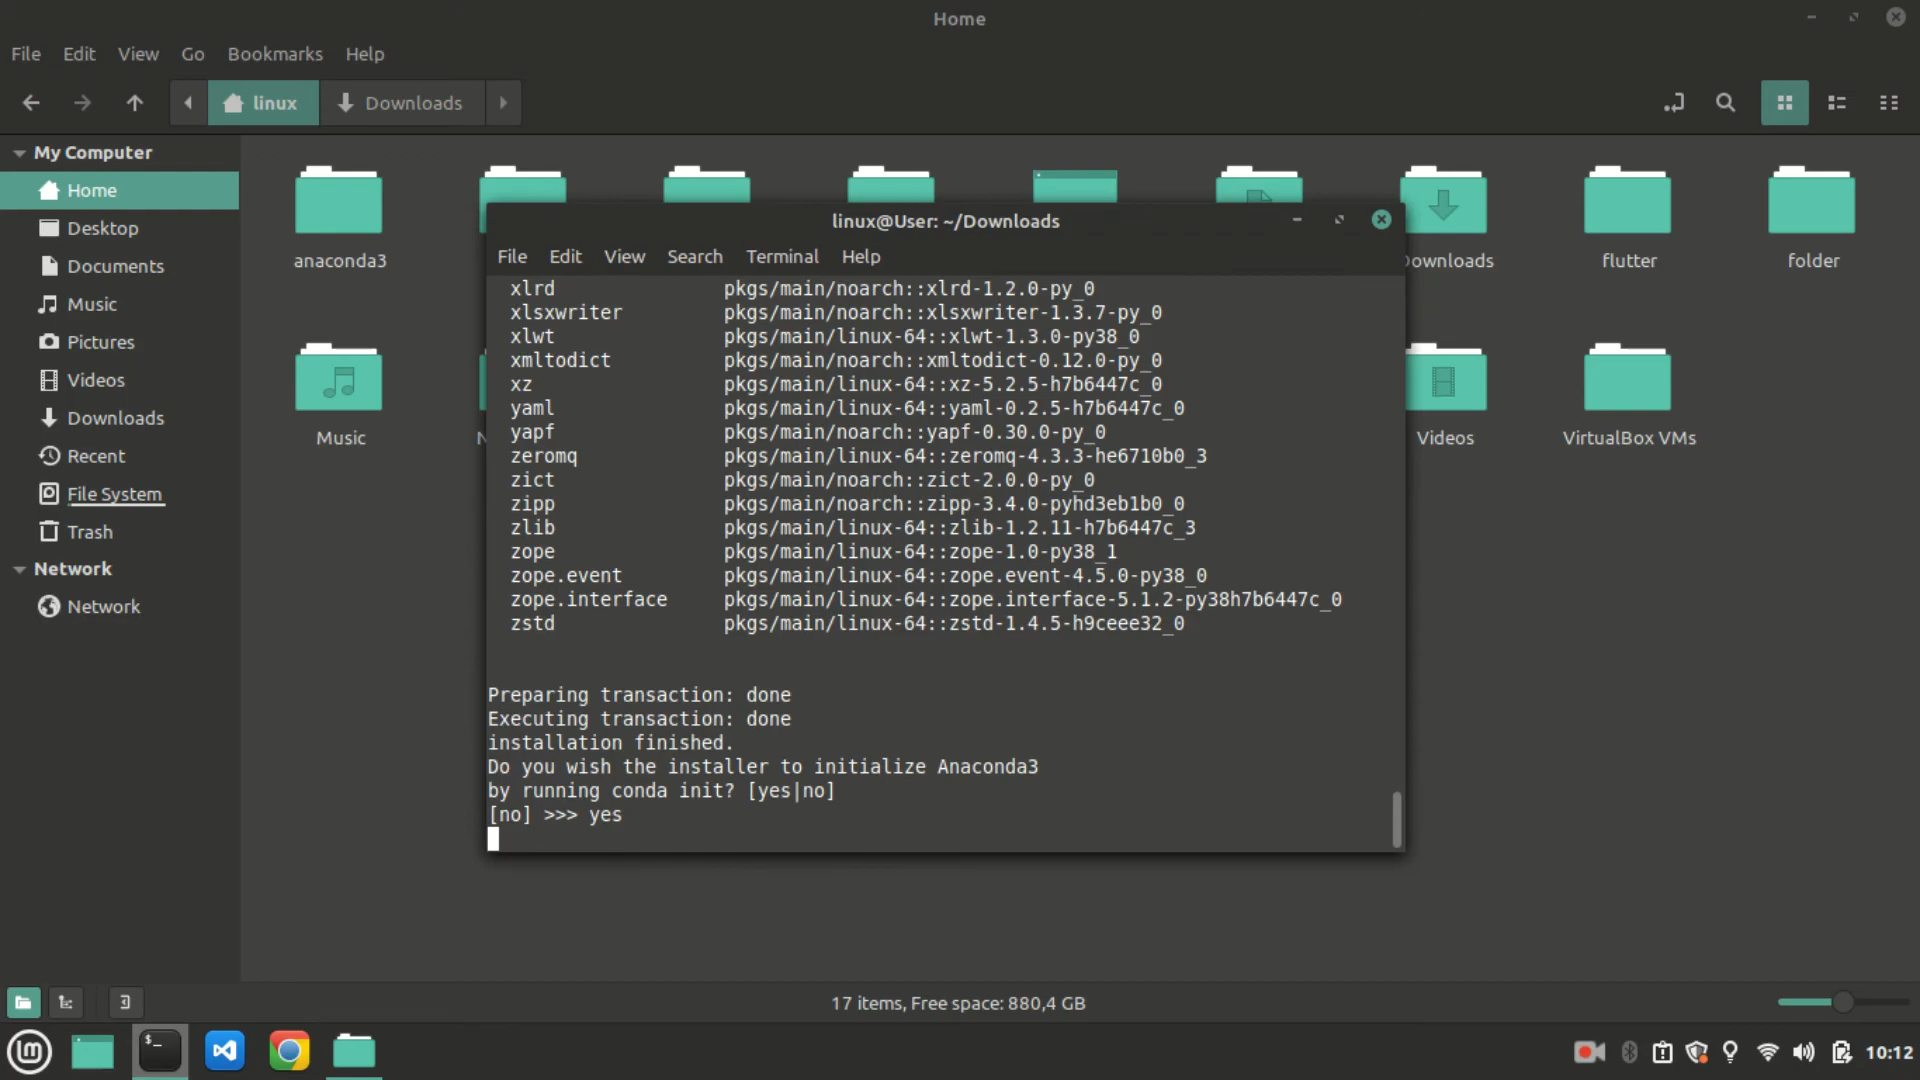 Home
File Edit View Go Bookmarks Help
linux Downloads
My Computer
Home
Desktop
Documents
Music
Pictures
Videos
Downloads
Recent
File System
Trash
Network
Network
anaconda3
Downloads
flutter
folder
Music
Videos
VirtualBox VMs
linux@User: ~/Downloads
File Edit View Search Terminal Help
xlrd pkgs/main/noarch::xlrd-1.2.0-py_0
xlsxwriter pkgs/main/noarch::xlsxwriter-1.3.7-py_0
xlwt pkgs/main/linux-64::xlwt-1.3.0-py38_0
xmltodict pkgs/main/noarch::xmltodict-0.12.0-py_0
xz pkgs/main/linux-64::xz-5.2.5-h7b6447c_0
yaml pkgs/main/linux-64::yaml-0.2.5-h7b6447c_0
yapf pkgs/main/noarch::yapf-0.30.0-py_0
zeromq pkgs/main/linux-64::zeromq-4.3.3-he6710b0_3
zict pkgs/main/noarch::zict-2.0.0-py_0
zipp pkgs/main/noarch::zipp-3.4.0-pyhd3eb1b0_0
zlib pkgs/main/linux-64::zlib-1.2.11-h7b6447c_3
zope pkgs/main/linux-64::zope-1.0-py38_1
zope.event pkgs/main/linux-64::zope.event-4.5.0-py38_0
zope.interface pkgs/main/linux-64::zope.interface-5.1.2-py38h7b6447c_0
zstd pkgs/main/linux-64::zstd-1.4.5-h9ceee32_0
Preparing transaction: done
Executing transaction: done
installation finished.
Do you wish the installer to initialize Anaconda3
by running conda init? [yes|no]
[no] >>> yes
17 items, Free space: 880,4 GB
10:12